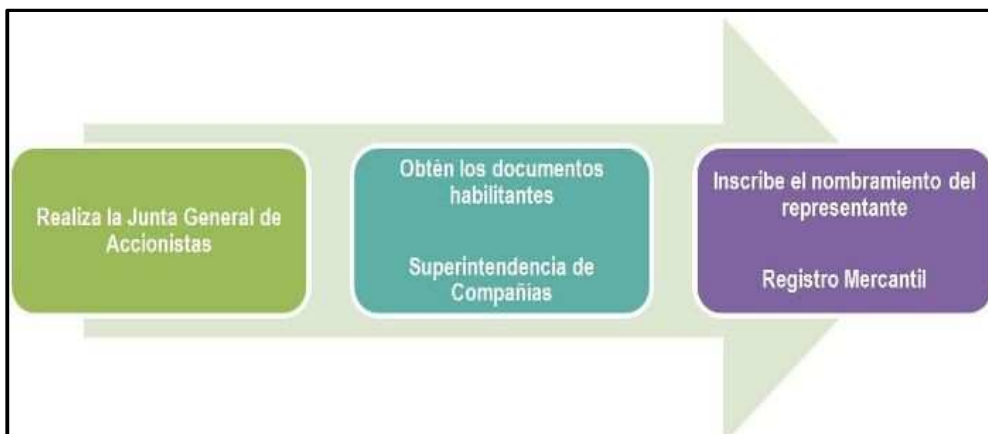 Realiza la Junta General de
Accionistas
Obtén los documentos
habilitantes
Superintendencia de
Compañías
Inscribe el nombramiento del
representante
Registro Mercantil